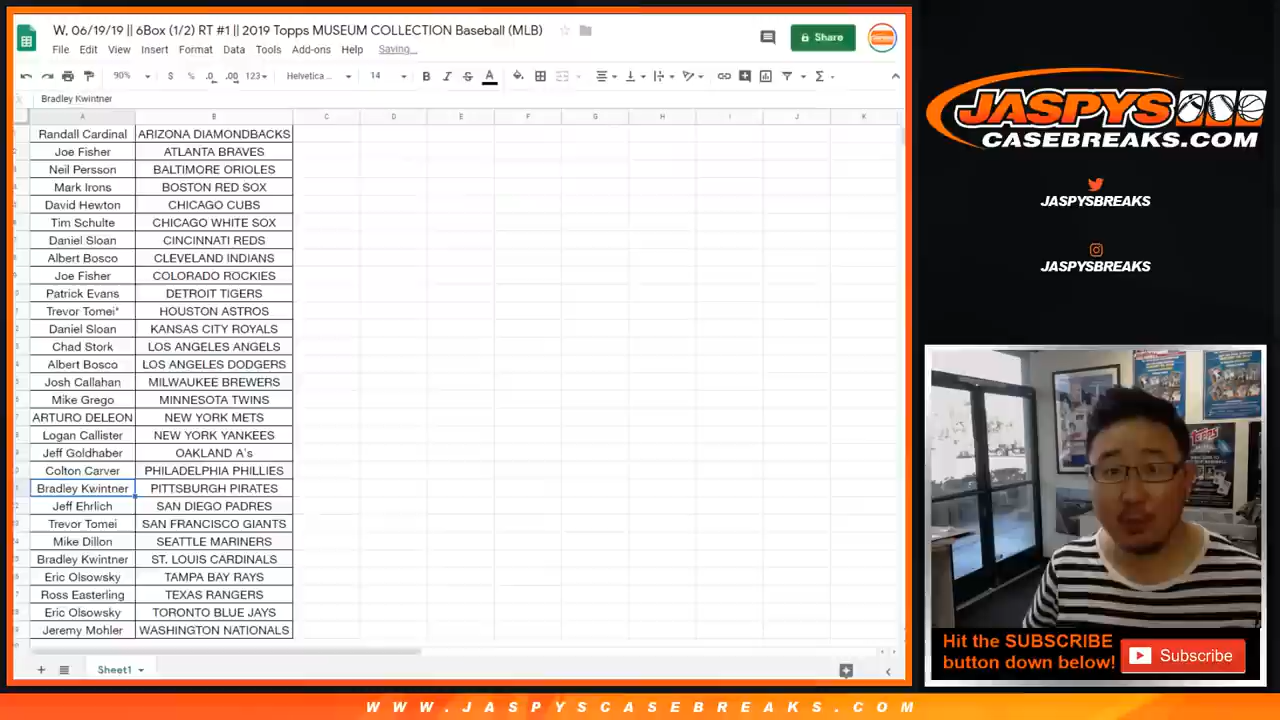 W, 06/19/19 || 6Box (1/2) RT #1 || 2019 Topps MUSEUM COLLECTION Baseball (MLB)
File Edit View Insert Format Data Tools Add-ons Help Saving...
Share
90% $ % .0 .00 123 Helvetica... 14 B I S A
Bradley Kwintner
A B C D E F G H I J K
Randall Cardinal ARIZONA DIAMONDBACKS
Joe Fisher ATLANTA BRAVES
Neil Persson BALTIMORE ORIOLES
Mark Irons BOSTON RED SOX
David Hewton CHICAGO CUBS
Tim Schulte CHICAGO WHITE SOX
Daniel Sloan CINCINNATI REDS
Albert Bosco CLEVELAND INDIANS
Joe Fisher COLORADO ROCKIES
Patrick Evans DETROIT TIGERS
Trevor Tomei* HOUSTON ASTROS
Daniel Sloan KANSAS CITY ROYALS
Chad Stork LOS ANGELES ANGELS
Albert Bosco LOS ANGELES DODGERS
Josh Callahan MILWAUKEE BREWERS
Mike Grego MINNESOTA TWINS
ARTURO DELEON NEW YORK METS
Logan Callister NEW YORK YANKEES
Jeff Goldhaber OAKLAND A's
Colton Carver PHILADELPHIA PHILLIES
Bradley Kwintner PITTSBURGH PIRATES
Jeff Ehrlich SAN DIEGO PADRES
Trevor Tomei SAN FRANCISCO GIANTS
Mike Dillon SEATTLE MARINERS
Bradley Kwintner ST. LOUIS CARDINALS
Eric Olsowsky TAMPA BAY RAYS
Ross Easterling TEXAS RANGERS
Eric Olsowsky TORONTO BLUE JAYS
Jeremy Mohler WASHINGTON NATIONALS
Sheet1
JASPYS
CASEBREAKS.COM
JASPYSBREAKS
JASPYSBREAKS
topps
Hit the SUBSCRIBE
button down below!
Subscribe
WWW.JASPYSCASEBREAKS.COM